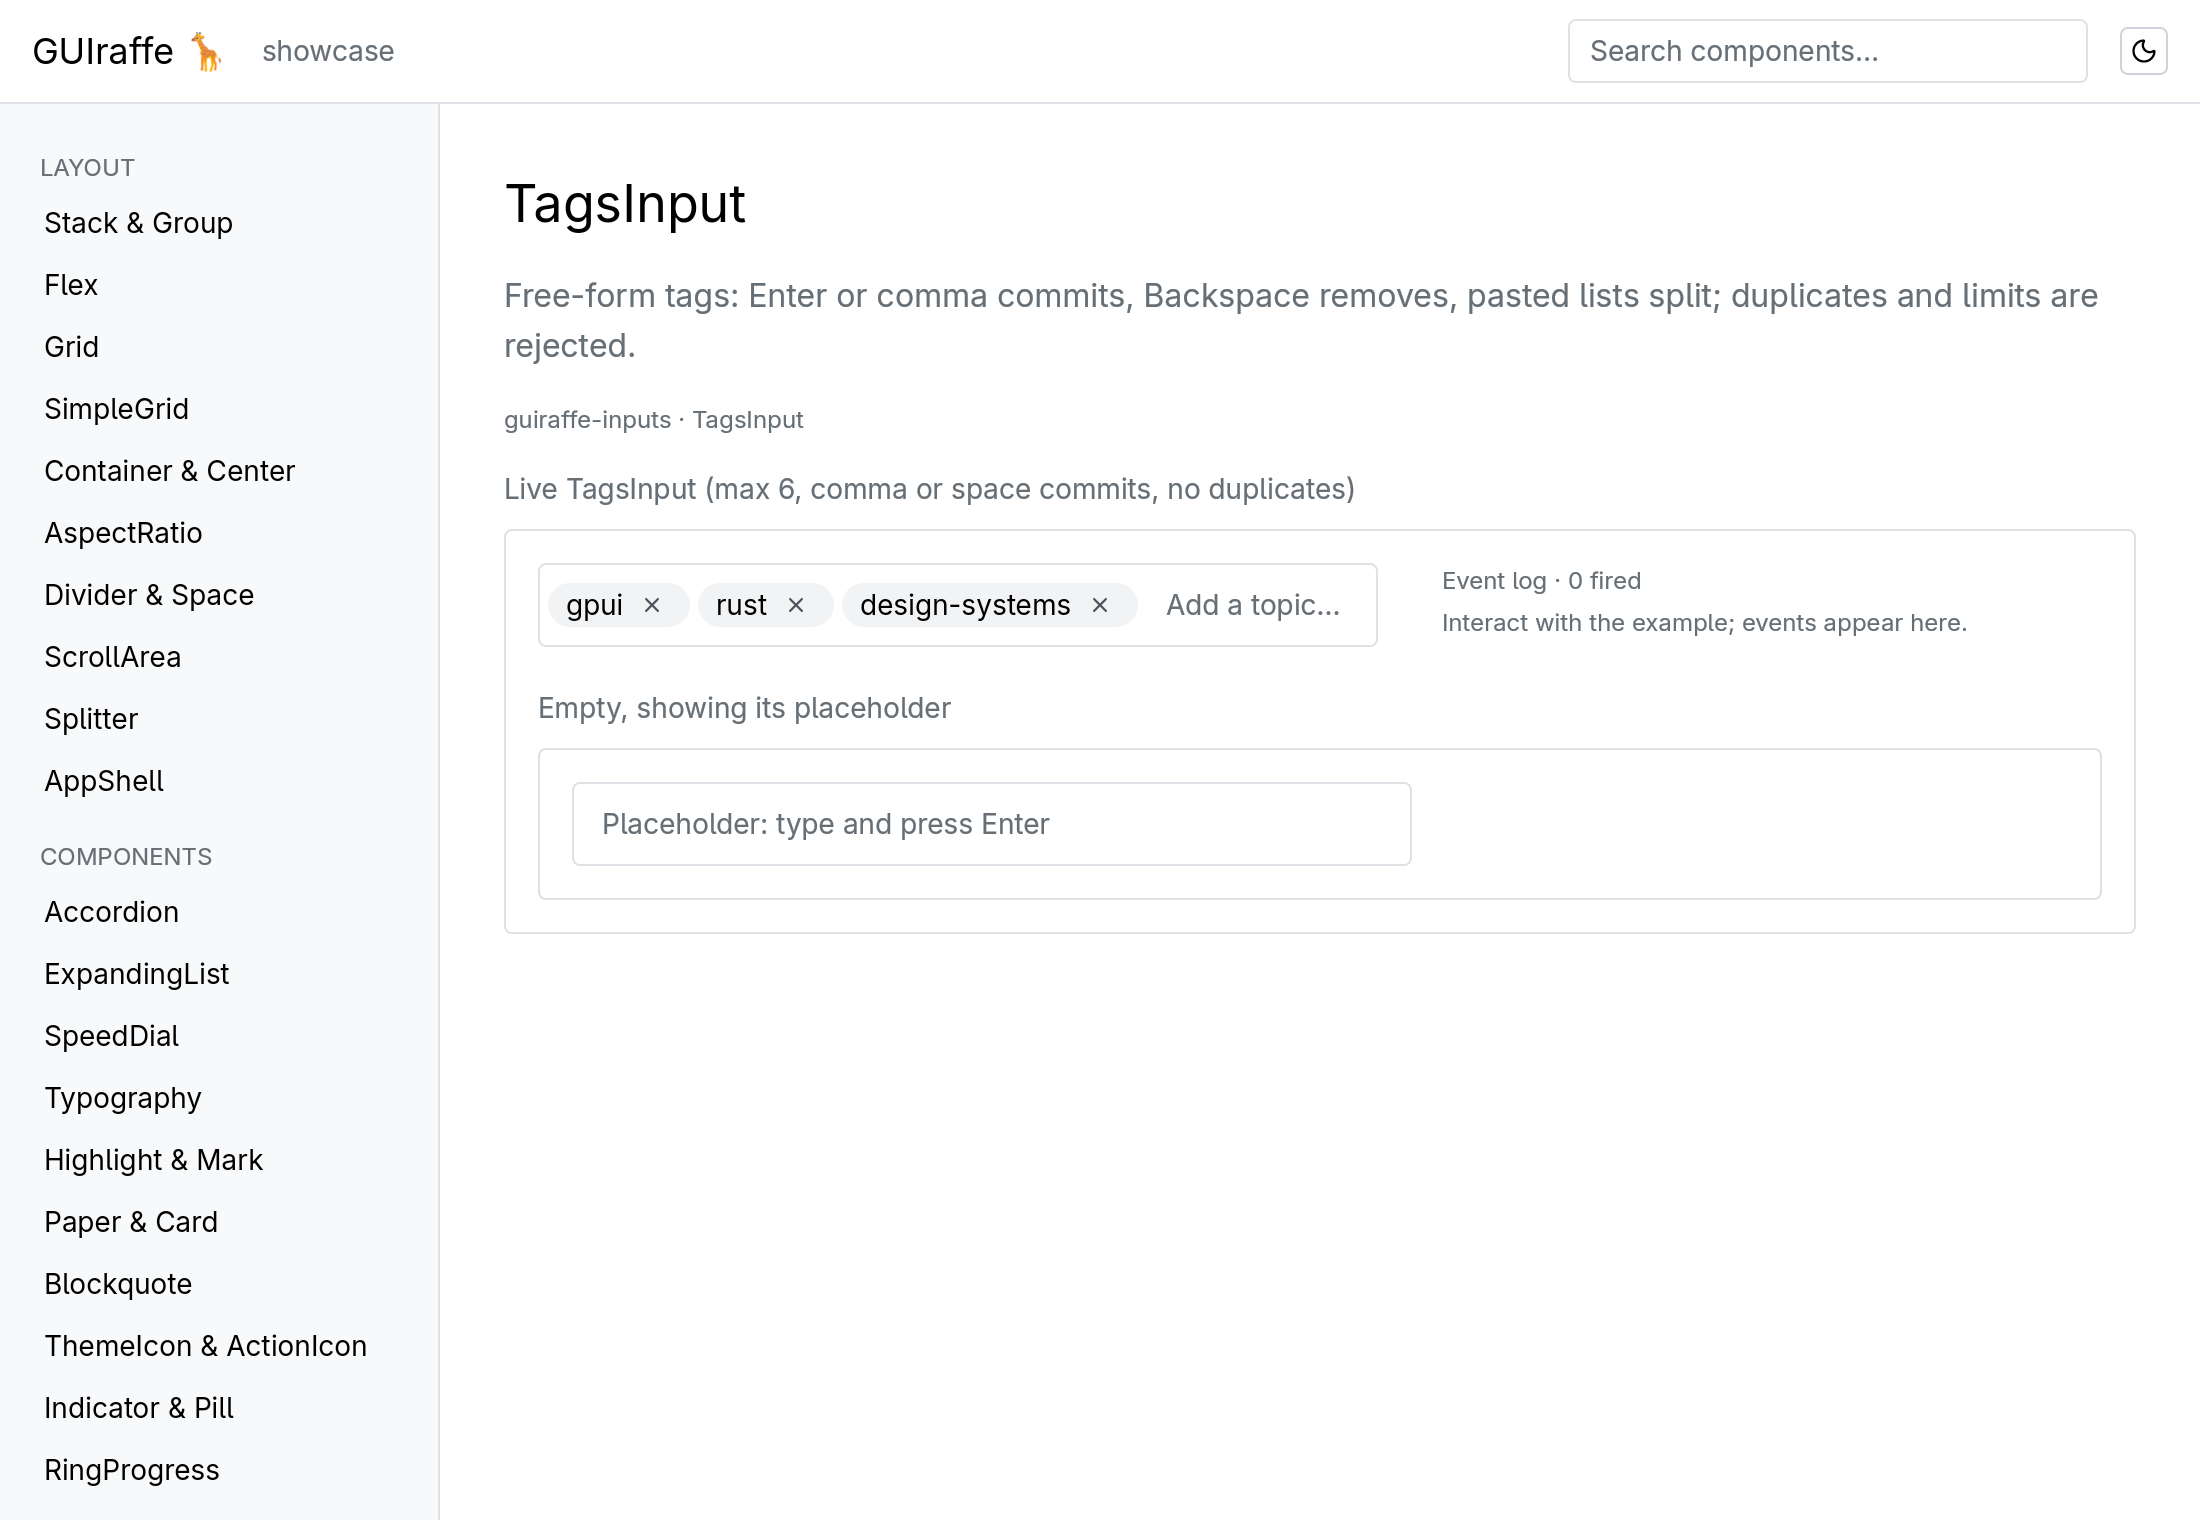 GUIraffe 🦒 showcase
Search components...
LAYOUT
Stack & Group
Flex
Grid
SimpleGrid
Container & Center
AspectRatio
Divider & Space
ScrollArea
Splitter
AppShell
COMPONENTS
Accordion
ExpandingList
SpeedDial
Typography
Highlight & Mark
Paper & Card
Blockquote
ThemeIcon & ActionIcon
Indicator & Pill
RingProgress
TagsInput
Free-form tags: Enter or comma commits, Backspace removes, pasted lists split; duplicates and limits are
rejected.
guiraffe-inputs · TagsInput
Live TagsInput (max 6, comma or space commits, no duplicates)
gpui × rust × design-systems × Add a topic...
Event log · 0 fired
Interact with the example; events appear here.
Empty, showing its placeholder
Placeholder: type and press Enter